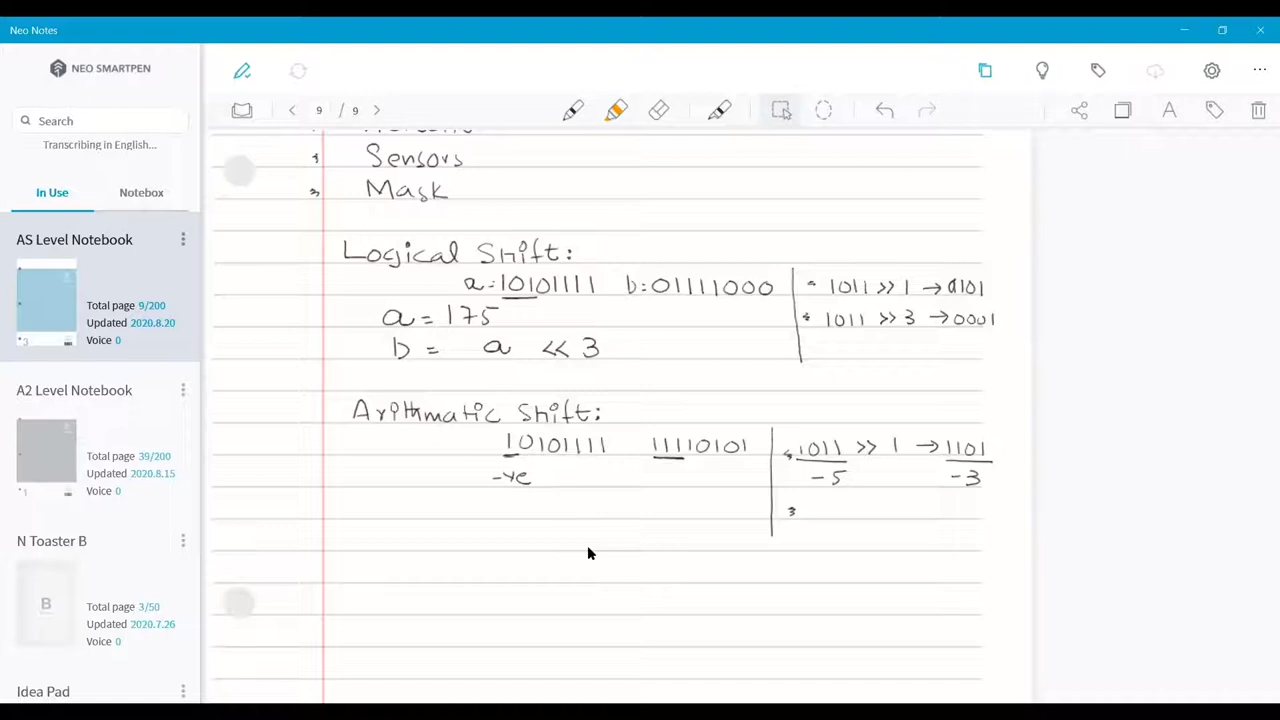 Neo Notes
NEO SMARTPEN
Search
Transcribing in English...
In Use
Notebox
AS Level Notebook
Total page 9/200
Updated 2020.8.20
Voice 0
A2 Level Notebook
Total page 39/200
Updated 2020.8.15
Voice 0
N Toaster B
B
Total page 3/50
Updated 2020.7.26
Voice 0
Idea Pad
9 / 9
Sensors
Mask
Logical Shift:
a=10101111 b:01111000
* 1011 >> 1 → 0101
a = 175
* 1011 >> 3 → 0001
b = a << 3
Arithmatic Shift:
10101111 11110101
1011 >> 1 → 1101
-ve
-5 -3